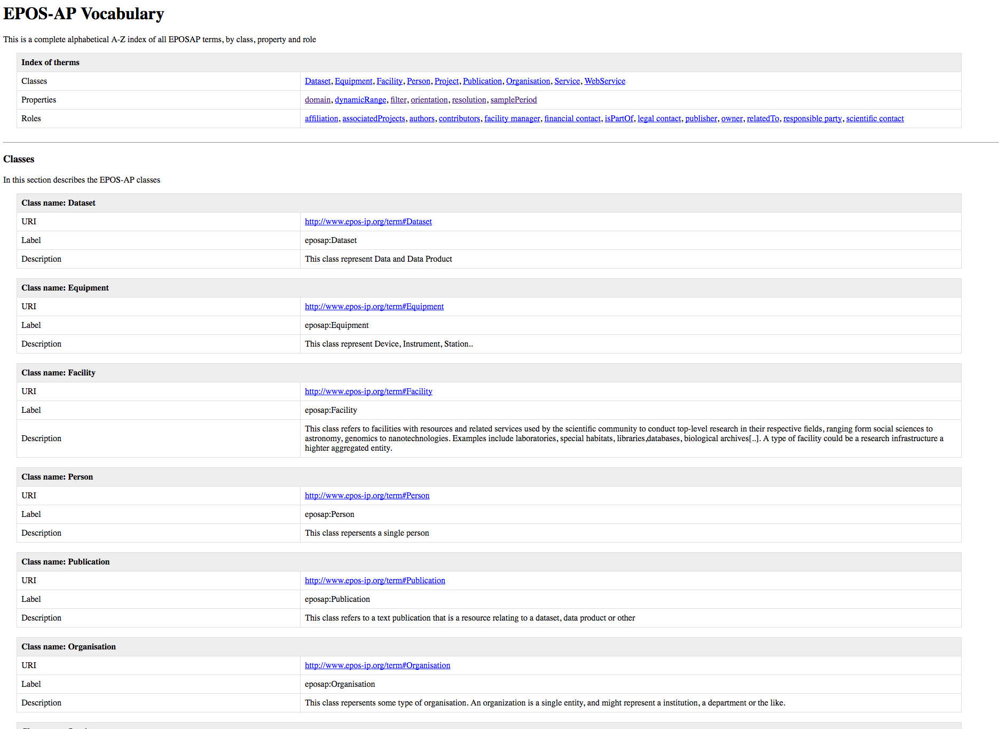 EPOS-AP Vocabulary
This is a complete alphabetical A-Z index of all EPOSAP terms, by class, property and role
Index of therms
Classes Dataset, Equipment, Facility, Person, Project, Publication, Organisation, Service, WebService
Properties domain, dynamicRange, filter, orientation, resolution, samplePeriod
Roles affiliation, associatedProjects, authors, contributors, facility manager, financial contact, isPartOf, legal contact, publisher, owner, relatedTo, responsible party, scientific contact
Classes
In this section describes the EPOS-AP classes
Class name: Dataset
URI http://www.epos-ip.org/term#Dataset
Label eposap:Dataset
Description This class represent Data and Data Product
Class name: Equipment
URI http://www.epos-ip.org/term#Equipment
Label eposap:Equipment
Description This class represent Device, Instrument, Station..
Class name: Facility
URI http://www.epos-ip.org/term#Facility
Label eposap:Facility
Description This class refers to facilities with resources and related services used by the scientific community to conduct top-level research in their respective fields, ranging form social sciences to
astronomy, genomics to nanotechnologies. Examples include laboratories, special habitats, libraries,databases, biological archives[..]. A type of facility could be a research infrastructure a
highter aggregated entity.
Class name: Person
URI http://www.epos-ip.org/term#Person
Label eposap:Person
Description This class repersents a single person
Class name: Publication
URI http://www.epos-ip.org/term#Publication
Label eposap:Publication
Description This class refers to a text publication that is a resource relating to a dataset, data product or other
Class name: Organisation
URI http://www.epos-ip.org/term#Organisation
Label eposap:Organisation
Description This class repersents some type of organisation. An organization is a single entity, and might represent a institution, a department or the like.